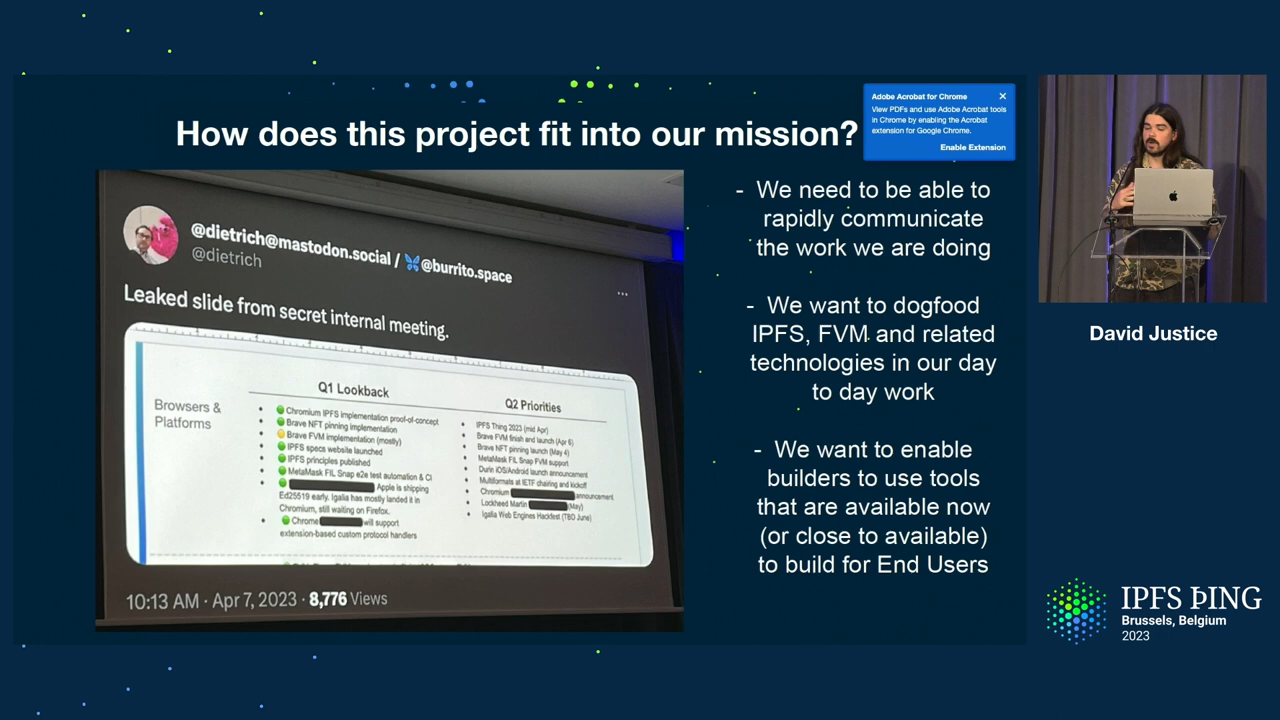 How does this project fit into our mission?
Adobe Acrobat for Chrome
View PDFs and use Adobe Acrobat tools
in Chrome by enabling the Acrobat
extension for Google Chrome.
Enable Extension
@dietrich@mastodon.social / 🦋@burrito.space
@dietrich
...
Leaked slide from secret internal meeting.
Browsers &
Platforms
Q1 Lookback
• Chromium IPFS implementation proof-of-concept
• Brave NFT pinning implementation
• Brave FVM implementation (mostly)
• IPFS specs website launched
• IPFS principles published
• MetaMask FIL Snap e2e test automation & CI
• Apple is shipping
Ed25519 early. Igalia has mostly landed it in
Chromium, still waiting on Firefox.
• Chrome will support
extension-based custom protocol handlers
Q2 Priorities
• IPFS Thing 2023 (mid Apr)
• Brave FVM finish and launch (Apr 6)
• Brave NFT pinning launch (May 4)
• MetaMask FIL Snap FVM support
• Durin iOS/Android launch announcement
• Multiformats at IETF chairing and kickoff
• Chromium announcement
• Lockheed Martin (May)
• Igalia Web Engines Hackfest (TBD June)
10:13 AM · Apr 7, 2023 · 8,776 Views
- We need to be able to
rapidly communicate
the work we are doing
- We want to dogfood
IPFS, FVM and related
technologies in our day
to day work
- We want to enable
builders to use tools
that are available now
(or close to available)
to build for End Users
David Justice
IPFS ÞING
Brussels, Belgium
2023